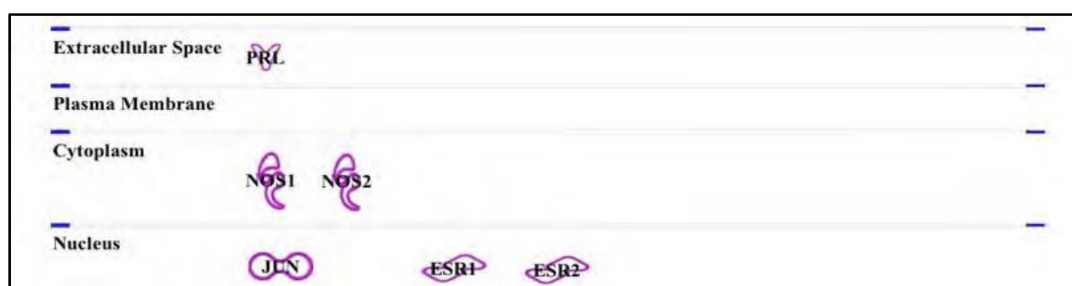 Extracellular Space
PRL
Plasma Membrane
Cytoplasm
NOS1 NOS2
Nucleus
JUN ESR1 ESR2